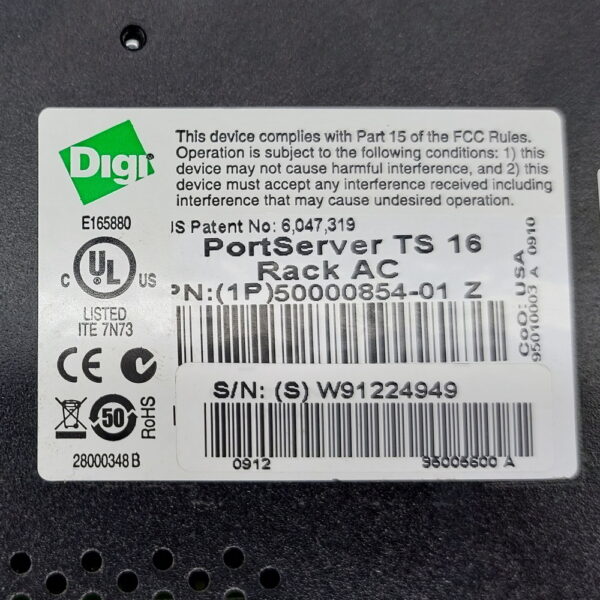 Digi
This device complies with Part 15 of the FCC Rules.
Operation is subject to the following conditions: 1) this
device may not cause harmful interference, and 2) this
device must accept any interference received including
interference that may cause undesired operation.
E165880
US Patent No: 6,047,319
PortServer TS 16
Rack AC
C UL US
PN:(1P)50000854-01 Z
LISTED
ITE 7N73
CE
S/N: (S) W91224949
50
RoHS
28000348 B
0912
95005600 A
CoO: USA
95010003 A 0910